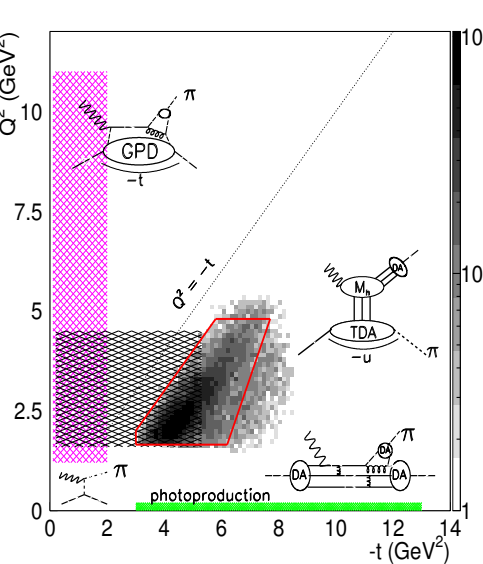 10
10
1
Q² (GeV²)
10
7.5
5
2.5
0
π
GPD
-t
Q² = -t
DA
Mh
TDA
-u
π
π
DA
DA
DA
π
photoproduction
0 2 4 6 8 10 12 14
-t (GeV²)